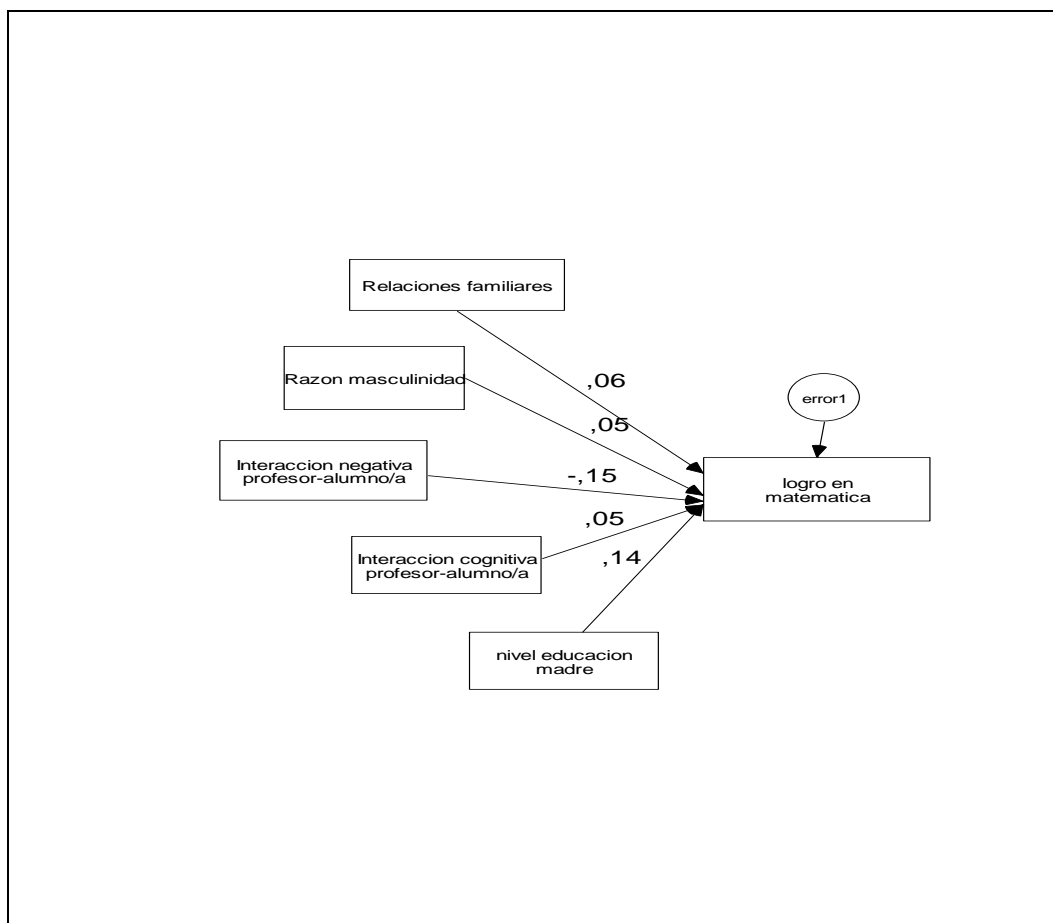 Relaciones familiares
Razon masculinidad
,06
error1
,05
Interaccion negativa
profesor-alumno/a
-,15
logro en
matematica
,05
Interaccion cognitiva
profesor-alumno/a
,14
nivel educacion
madre